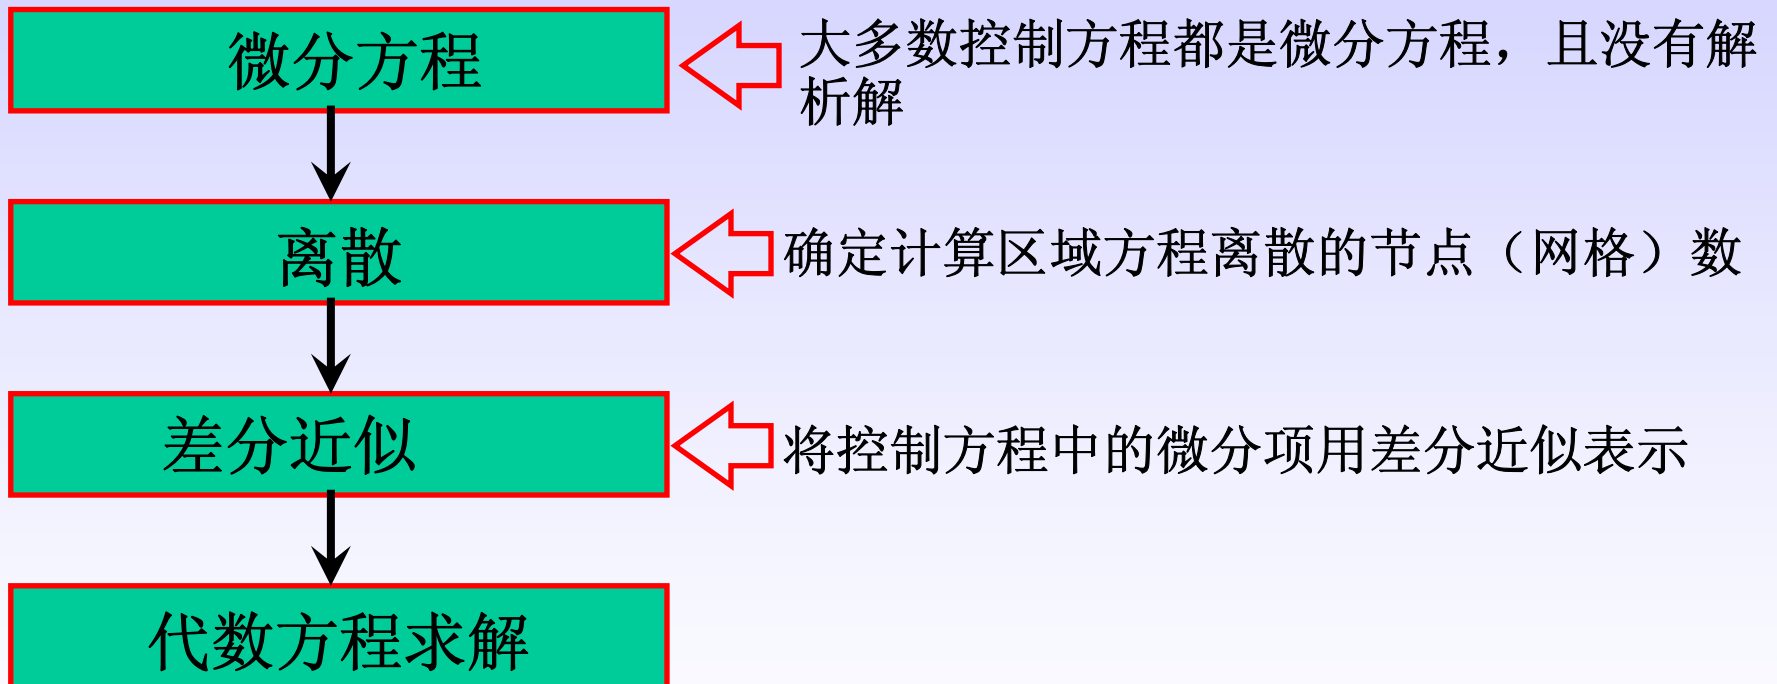 微分方程
大多数控制方程都是微分方程，且没有解
析解
离散
确定计算区域方程离散的节点（网格）数
差分近似
将控制方程中的微分项用差分近似表示
代数方程求解